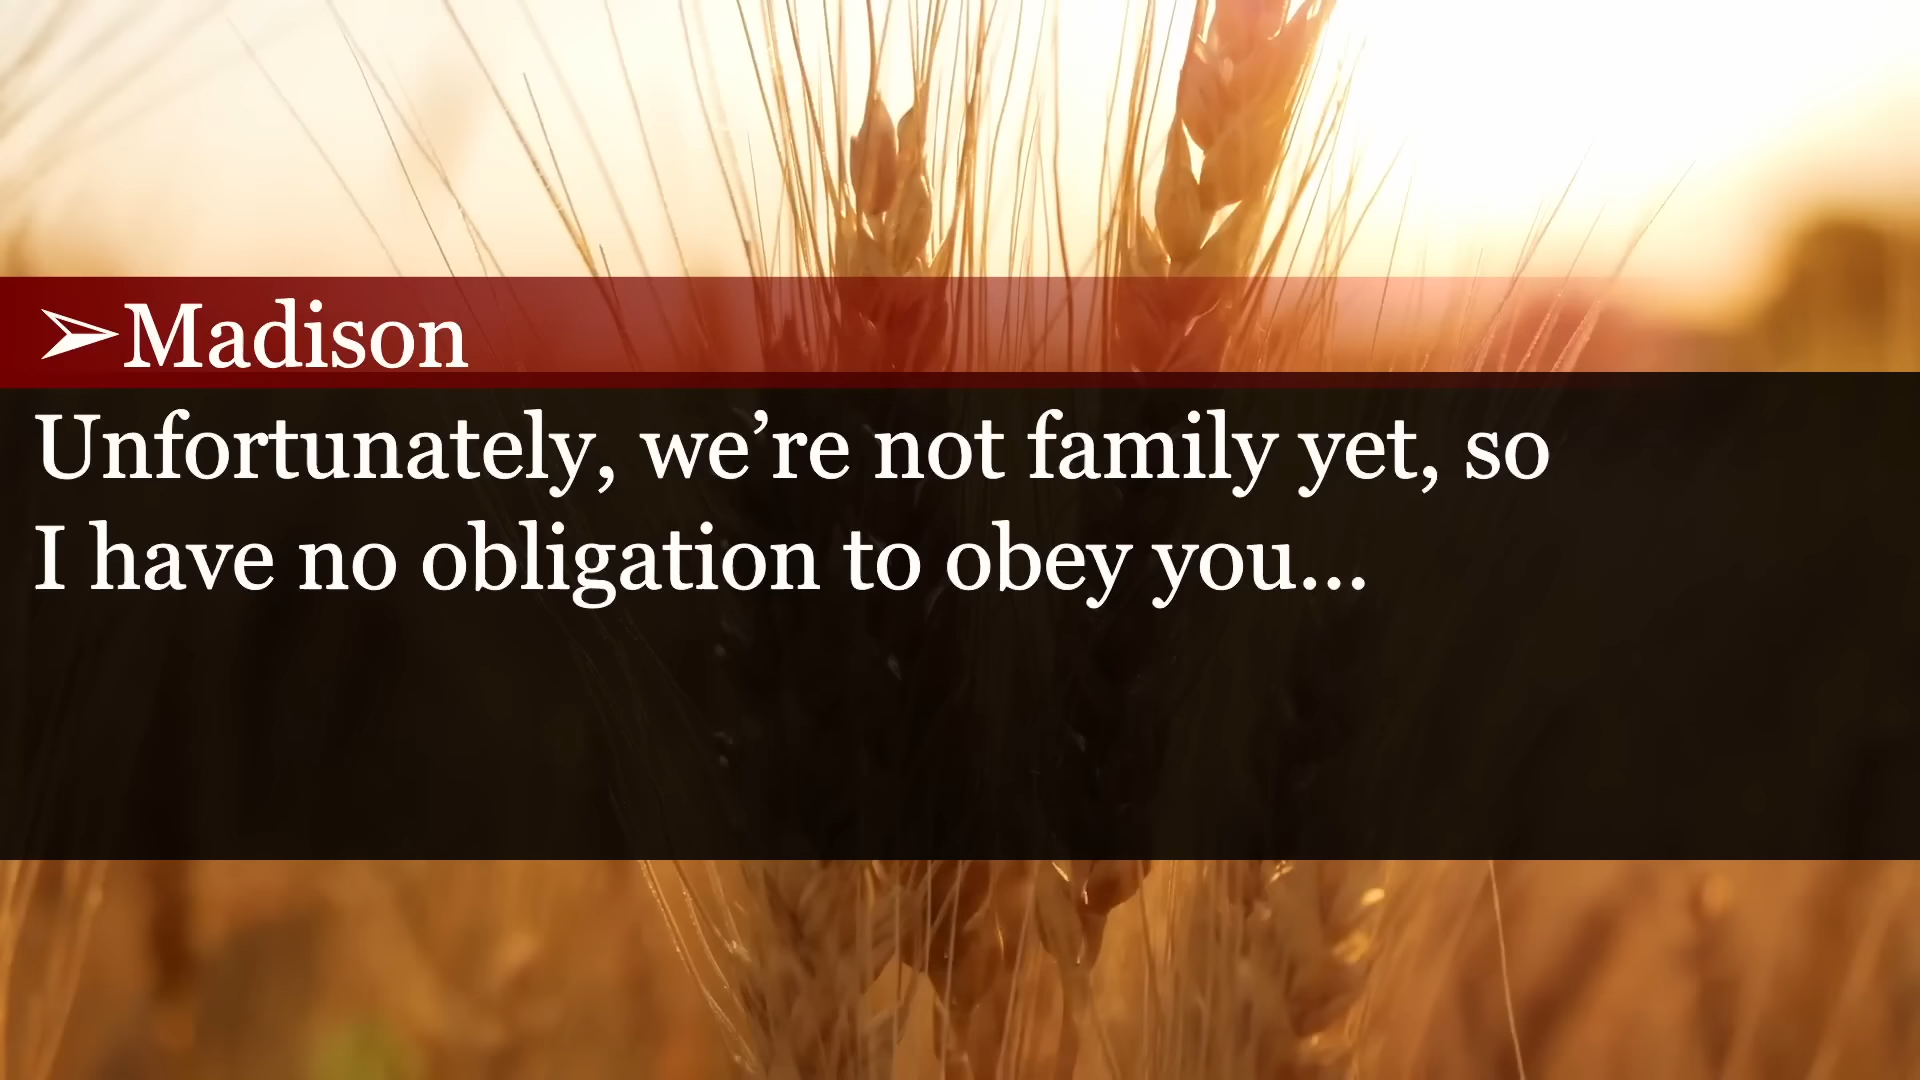 ➢Madison
Unfortunately, we’re not family yet, so
I have no obligation to obey you...